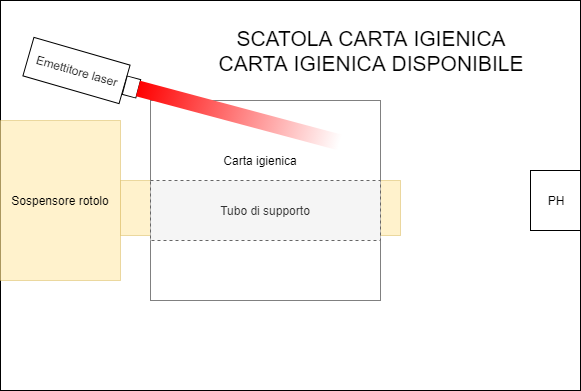 SCATOLA CARTA IGIENICA
CARTA IGIENICA DISPONIBILE
Emettitore laser
Carta igienica
Sospensore rotolo
Tubo di supporto
PH